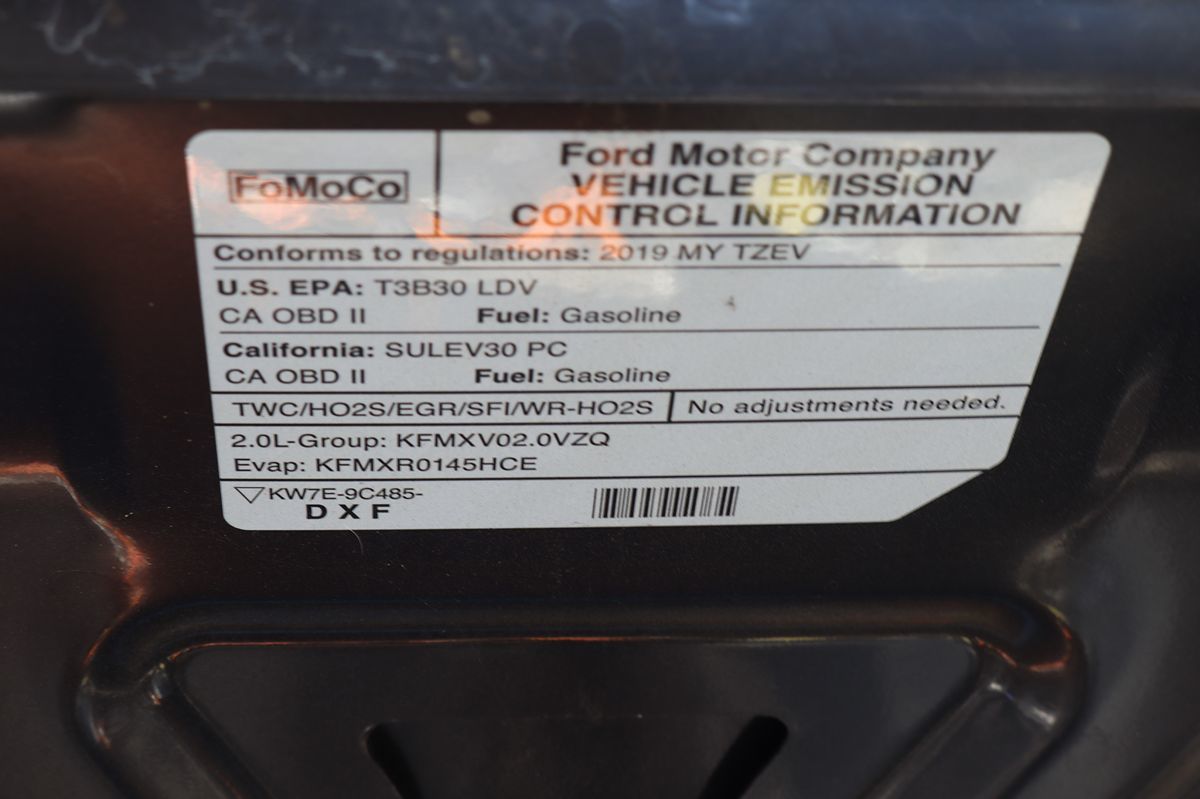 FoMoCo
Ford Motor Company
VEHICLE EMISSION
CONTROL INFORMATION
Conforms to regulations: 2019 MY TZEV
U.S. EPA: T3B30 LDV
CA OBD II Fuel: Gasoline
California: SULEV30 PC
CA OBD II Fuel: Gasoline
TWC/HO2S/EGR/SFI/WR-HO2S No adjustments needed.
2.0L-Group: KFMXV02.0VZQ
Evap: KFMXR0145HCE
KW7E-9C485-
DXF